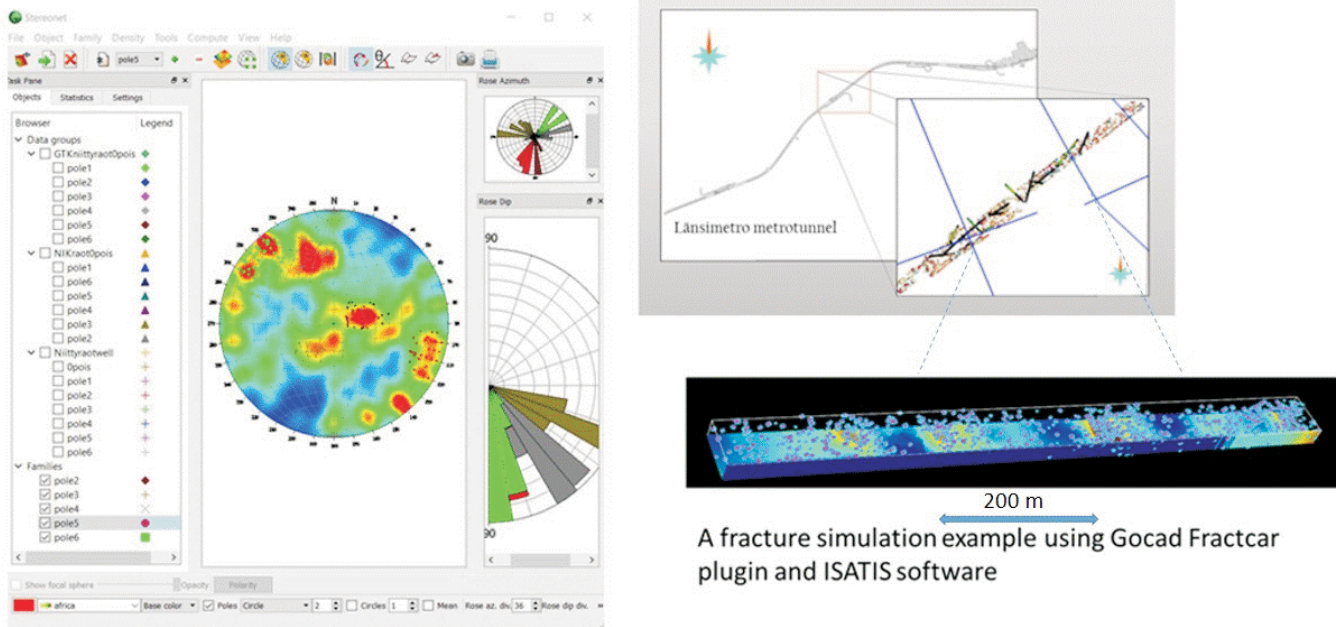 Stereonet
File Object Family Density Tools Compute View Help
pole5
Task Pane
Objects Statistics Settings
Browser Legend
Data groups
GTKniittyraot0pois
pole1
pole2
pole3
pole4
pole5
pole6
NIKraot0pois
pole1
pole6
pole5
pole4
pole3
pole2
Niittyraotwell
0pois
pole1
pole2
pole3
pole4
pole5
pole6
Families
pole2
pole3
pole4
pole5
pole6
Show focal sphere Opacity Polarity
africa Base color Poles Circle 2 Circles 1 Mean Rose az. div. 36 Rose dip div.
N
Rose Azimuth
Rose Dip
90
90
Länsimetro metrotunnel
200 m
A fracture simulation example using Gocad Fractcar
plugin and ISATIS software